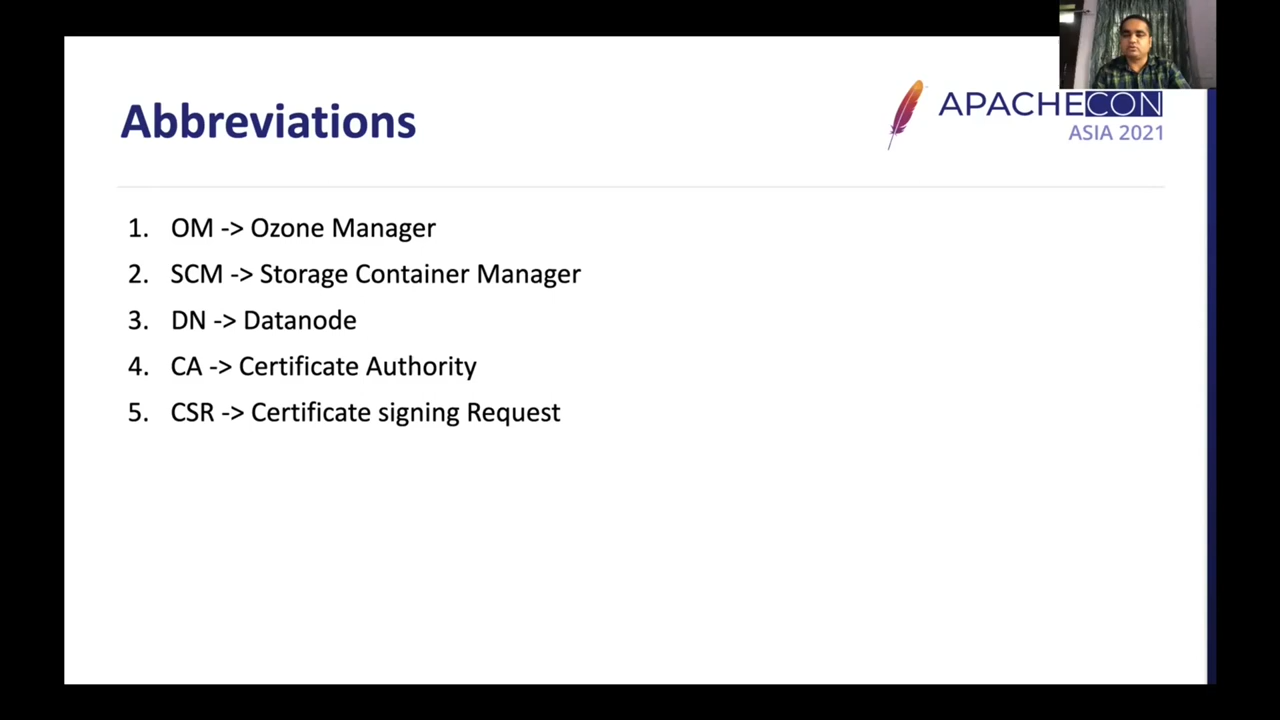 Abbreviations
APACHECON
ASIA 2021
1. OM -> Ozone Manager
2. SCM -> Storage Container Manager
3. DN -> Datanode
4. CA -> Certificate Authority
5. CSR -> Certificate signing Request